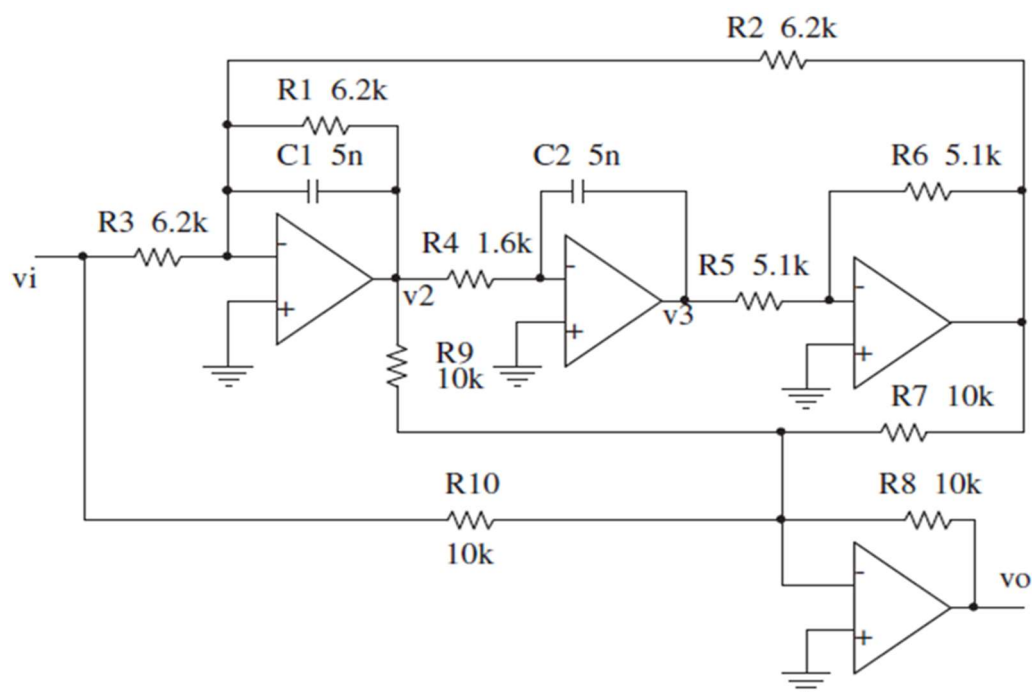 R2 6.2k
R1 6.2k
C1 5n
C2 5n
R6 5.1k
R3 6.2k
R4 1.6k
R5 5.1k
vi
-
+
v2
-
+
v3
-
+
R9
10k
R7 10k
R10
10k
R8 10k
-
+
vo